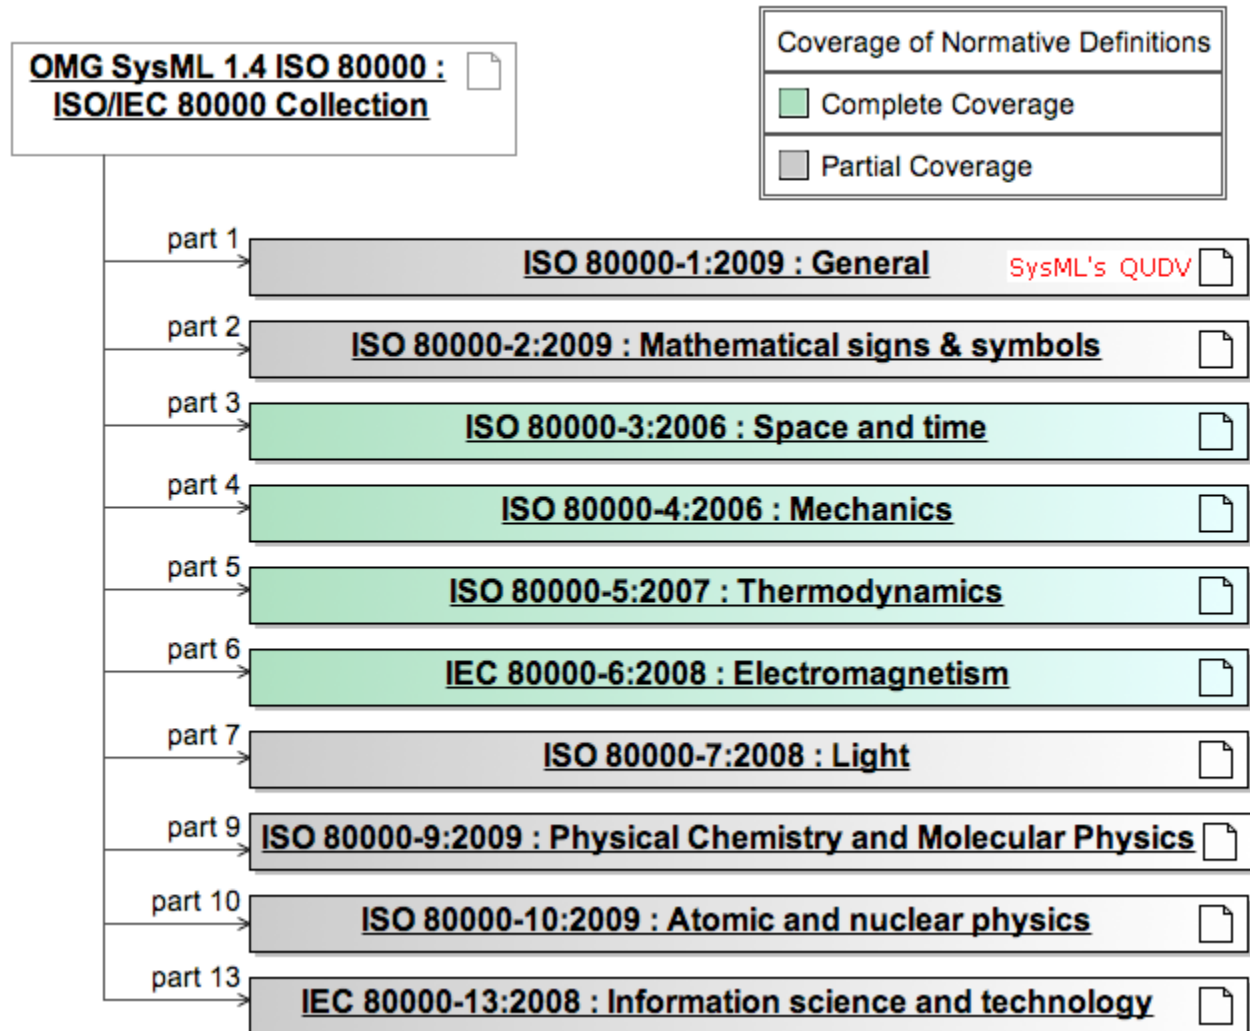 OMG SysML 1.4 ISO 80000 :
ISO/IEC 80000 Collection
Coverage of Normative Definitions
Complete Coverage
Partial Coverage
part 1
ISO 80000-1:2009 : General
SysML's QUDV
part 2
ISO 80000-2:2009 : Mathematical signs & symbols
part 3
ISO 80000-3:2006 : Space and time
part 4
ISO 80000-4:2006 : Mechanics
part 5
ISO 80000-5:2007 : Thermodynamics
part 6
IEC 80000-6:2008 : Electromagnetism
part 7
ISO 80000-7:2008 : Light
part 9
ISO 80000-9:2009 : Physical Chemistry and Molecular Physics
part 10
ISO 80000-10:2009 : Atomic and nuclear physics
part 13
IEC 80000-13:2008 : Information science and technology